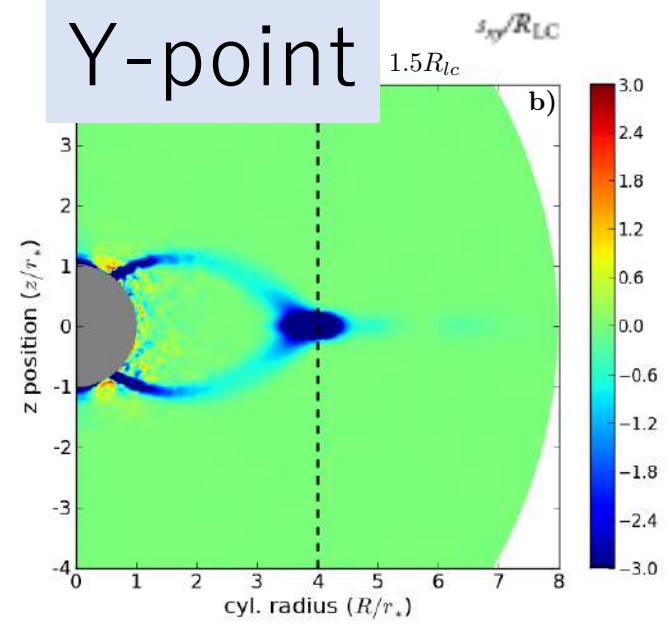 s_xy/R_LC
Y-point
1.5R_lc
b)
3
2
1
0
-1
-2
-3
-4
z position (z/r_*)
0 1 2 3 4 5 6 7 8
cyl. radius (R/r_*)
3.0
2.4
1.8
1.2
0.6
0.0
−0.6
−1.2
−1.8
−2.4
−3.0